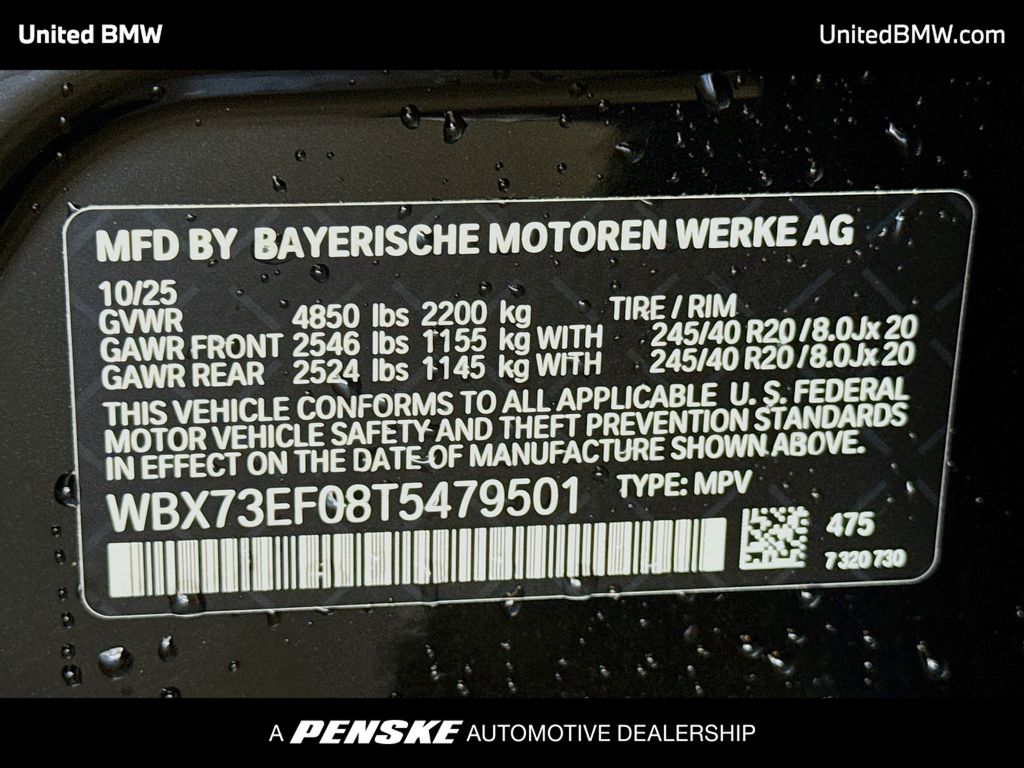 United BMW
UnitedBMW.com
MFD BY BAYERISCHE MOTOREN WERKE AG
10/25
GVWR 4850 lbs 2200 kg TIRE / RIM
GAWR FRONT 2546 lbs 1155 kg WITH 245/40 R20 / 8.0Jx 20
GAWR REAR 2524 lbs 1145 kg WITH 245/40 R20 / 8.0Jx 20
THIS VEHICLE CONFORMS TO ALL APPLICABLE U. S. FEDERAL
MOTOR VEHICLE SAFETY AND THEFT PREVENTION STANDARDS
IN EFFECT ON THE DATE OF MANUFACTURE SHOWN ABOVE.
WBX73EF08T5479501 TYPE: MPV
475
7 320 730
A PENSKE AUTOMOTIVE DEALERSHIP